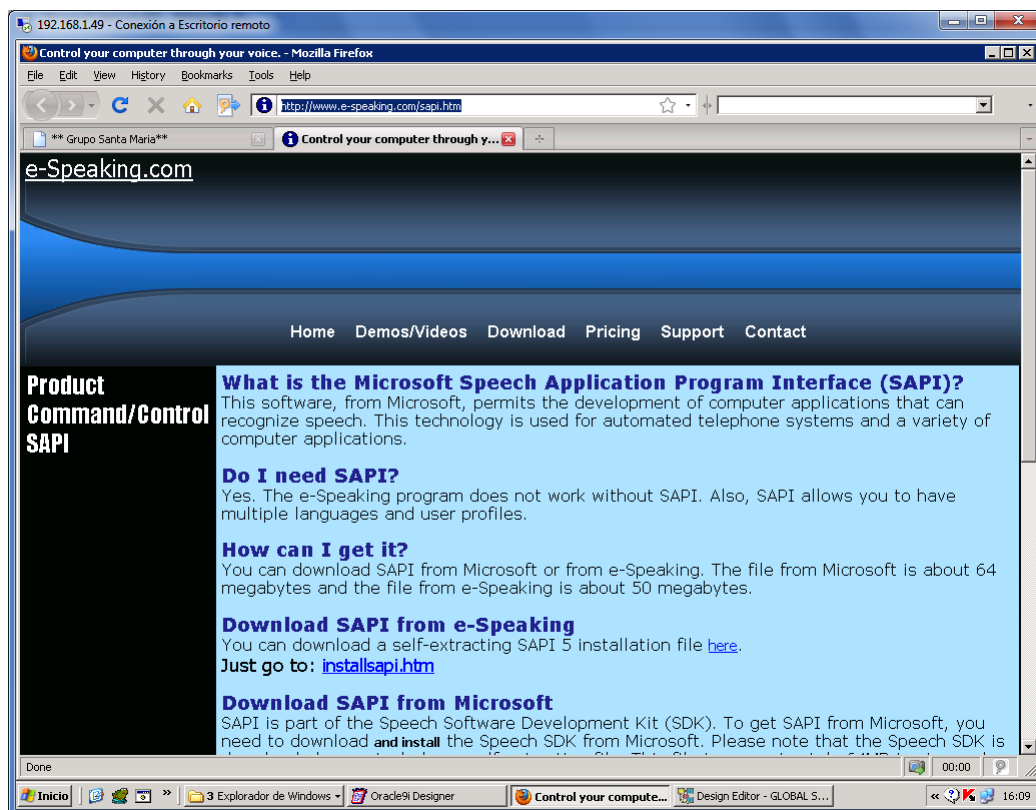 192.168.1.49 - Conexión a Escritorio remoto
Control your computer through your voice. - Mozilla Firefox
File Edit View History Bookmarks Tools Help
http://www.e-speaking.com/sapi.htm
** Grupo Santa Maria**
Control your computer through y...
e-Speaking.com
Home Demos/Videos Download Pricing Support Contact
Product
Command/Control
SAPI
What is the Microsoft Speech Application Program Interface (SAPI)?
This software, from Microsoft, permits the development of computer applications that can
recognize speech. This technology is used for automated telephone systems and a variety of
computer applications.
Do I need SAPI?
Yes. The e-Speaking program does not work without SAPI. Also, SAPI allows you to have
multiple languages and user profiles.
How can I get it?
You can download SAPI from Microsoft or from e-Speaking. The file from Microsoft is about 64
megabytes and the file from e-Speaking is about 50 megabytes.
Download SAPI from e-Speaking
You can download a self-extracting SAPI 5 installation file here.
Just go to: installsapi.htm
Download SAPI from Microsoft
SAPI is part of the Speech Software Development Kit (SDK). To get SAPI from Microsoft, you
need to download and install the Speech SDK from Microsoft. Please note that the Speech SDK is
Done
00:00
Inicio
3 Explorador de Windows
Oracle9i Designer
Control your compute...
Design Editor - GLOBAL S...
16:05